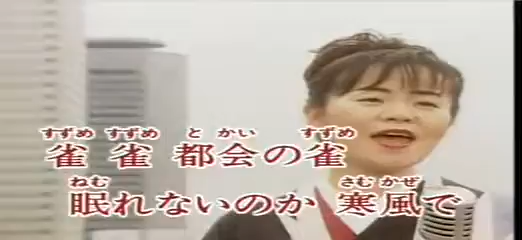 すずめ すずめ と かい すずめ
雀 雀 都会の雀
ねむ さむ かぜ
眠れないのか 寒風で